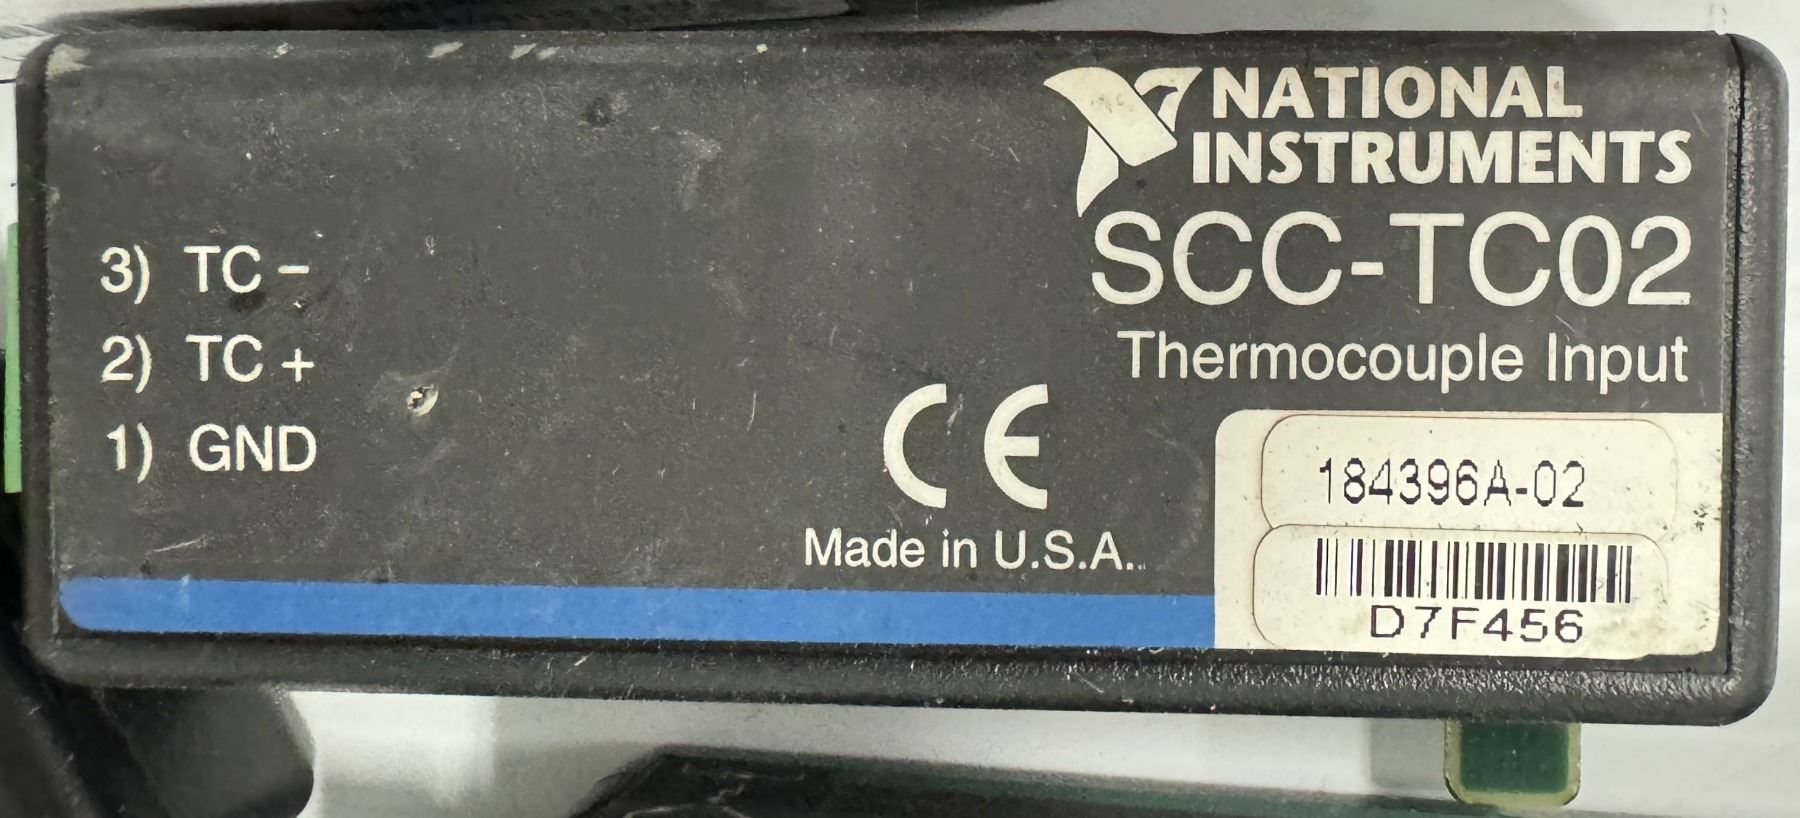 NATIONAL
INSTRUMENTS
SCC-TC02
Thermocouple Input
3) TC -
2) TC +
1) GND
CE
Made in U.S.A.
184396A-02
D7F456